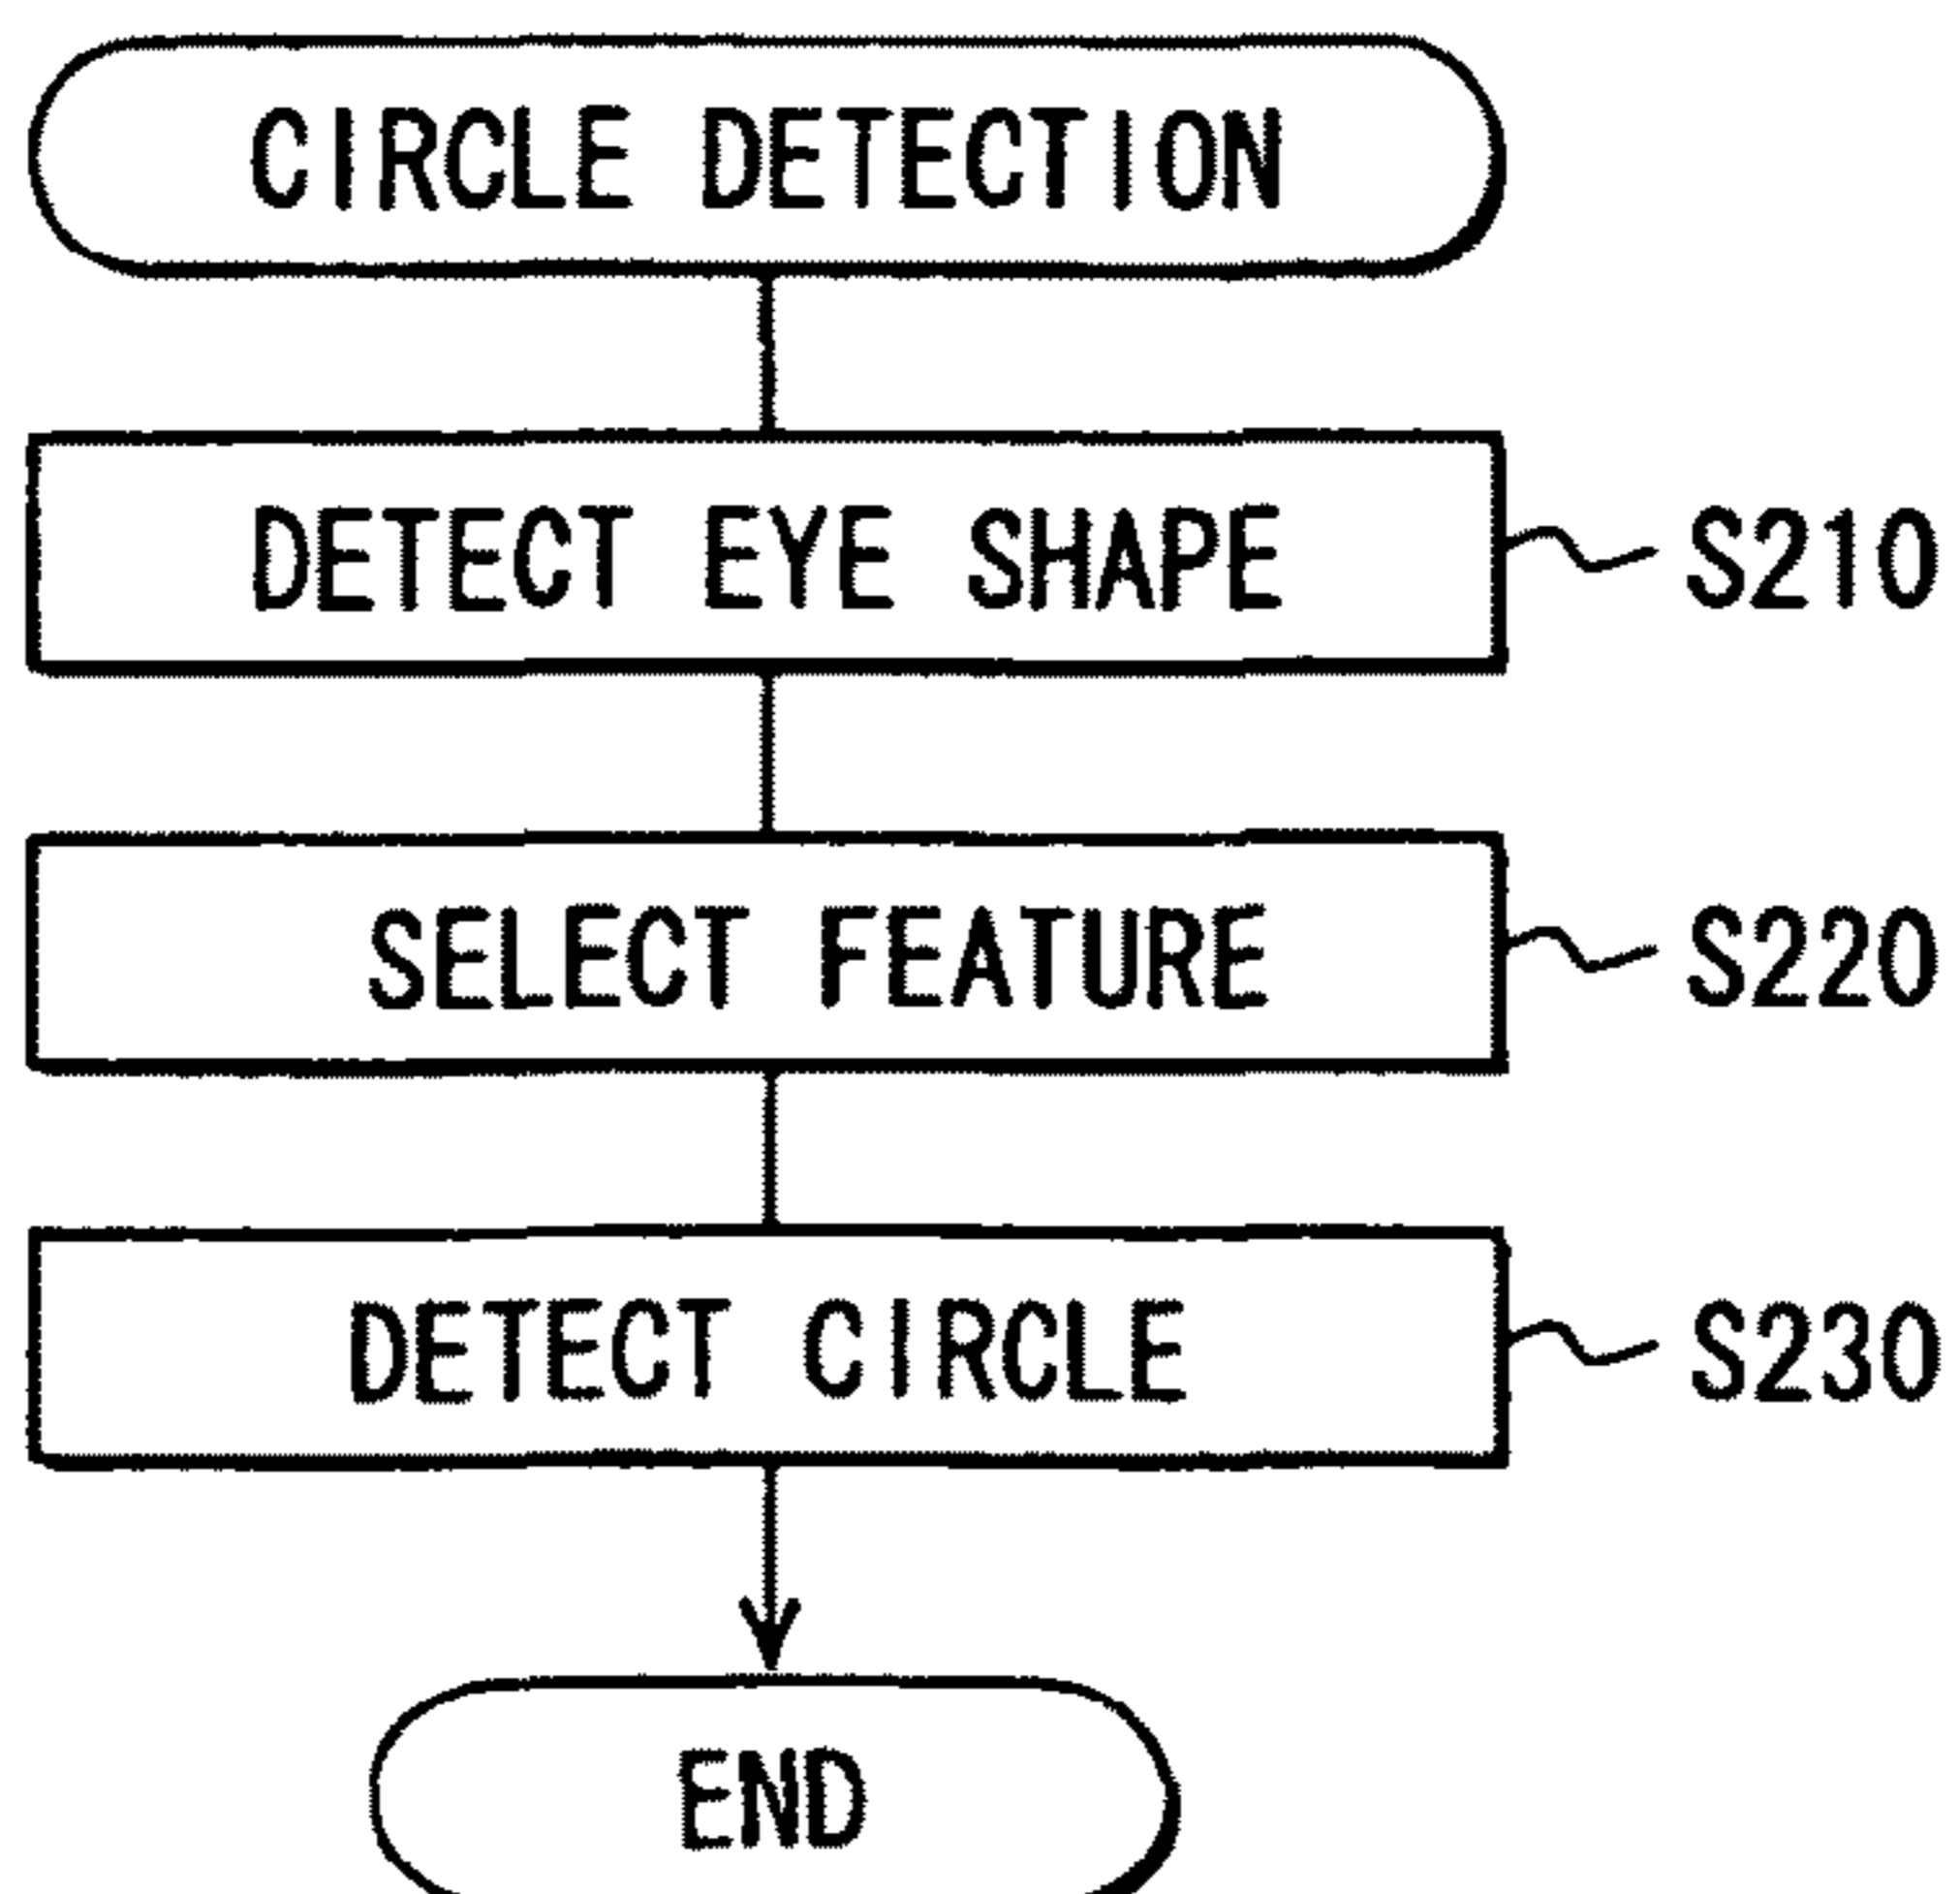 CIRCLE DETECTION
DETECT EYE SHAPE S210
SELECT FEATURE S220
DETECT CIRCLE S230
END